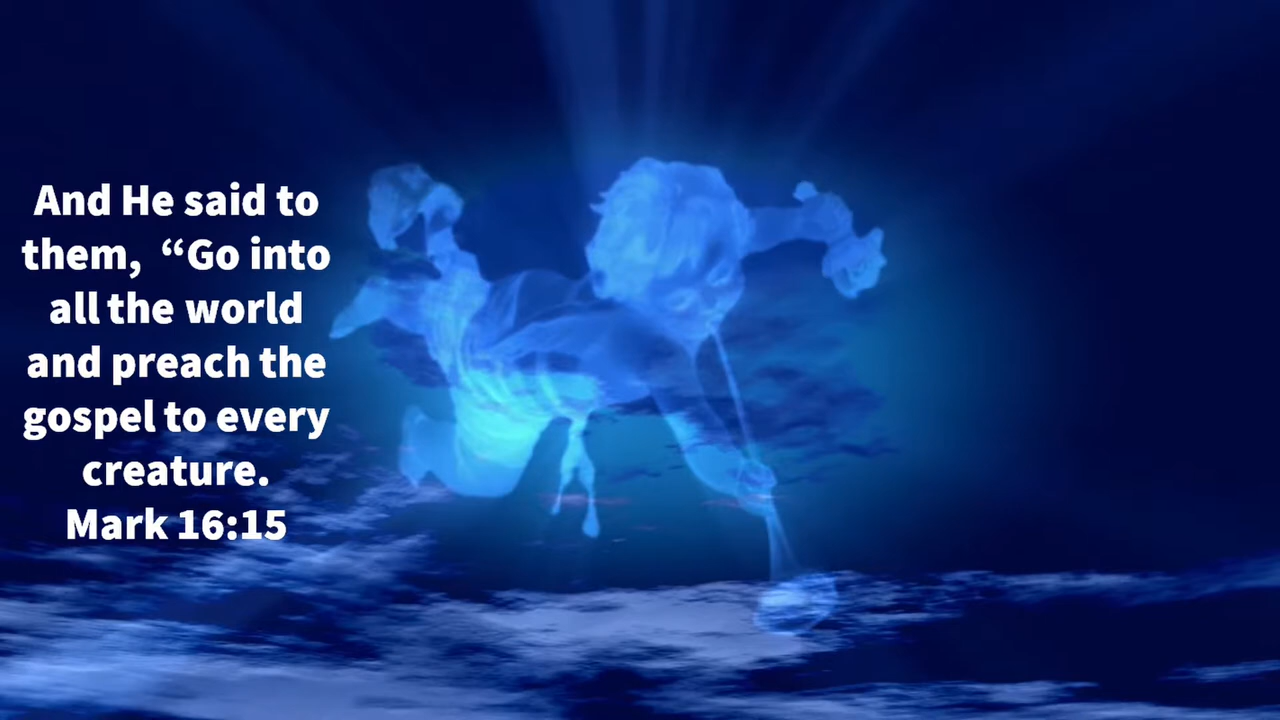 And He said to
them,  “Go into
all the world
and preach the
gospel to every
creature.
Mark 16:15